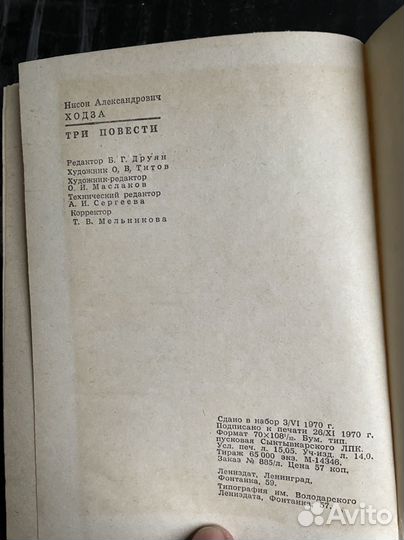 Нисон Александрович
ХОДЗА
ТРИ ПОВЕСТИ
Редактор Б. Г. Друян
Художник О. В. Титов
Художник-редактор
О. И. Маслаков
Технический редактор
А. И. Сергеева
Корректор
Т. В. Мельникова
Сдано в набор 3/VI 1970 г.
Подписано к печати 26/XI 1970 г.
Формат 70×108¹/₃₂. Бум. тип.
пусковая Сыктывкарского ЛПК.
Усл. печ. л. 15,05. Уч.-изд. л. 14,0.
Тираж 65 000 экз. М-14346.
Заказ № 885/л. Цена 57 коп.
Лениздат, Ленинград,
Фонтанка, 59.
Типография им. Володарского
Лениздата, Фонтанка, 57.
Avito